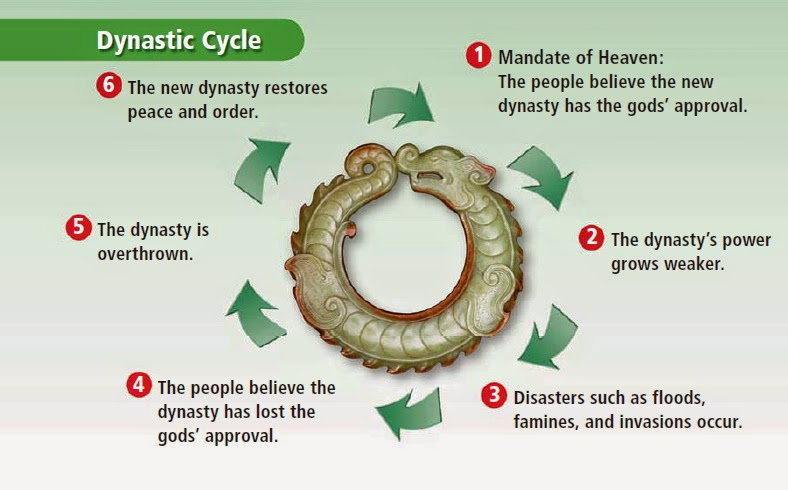 Dynastic Cycle
1 Mandate of Heaven:
The people believe the new
dynasty has the gods’ approval.
2 The dynasty’s power
grows weaker.
3 Disasters such as floods,
famines, and invasions occur.
4 The people believe the
dynasty has lost the
gods’ approval.
5 The dynasty is
overthrown.
6 The new dynasty restores
peace and order.